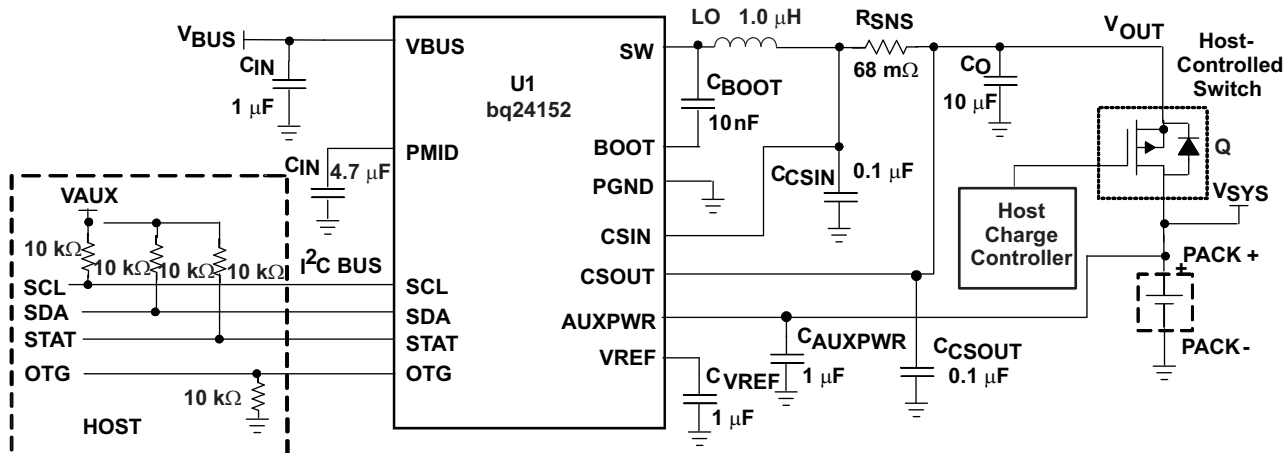 VBUS
CIN
1 μF
VBUS
U1
bq24152
SW
LO 1.0 μH
RSNS
68 mΩ
VOUT
Host-
Controlled
Switch
CBOOT
10nF
BOOT
CO
10 μF
Q
PMID
CIN
4.7 μF
PGND
CCSIN
0.1 μF
CSIN
Host
Charge
Controller
VSYS
VAUX
10 kΩ
10 kΩ
10 kΩ
I2C BUS
CSOUT
PACK +
+
SCL
SCL
SDA
SDA
AUXPWR
STAT
STAT
CAUXPWR
1 μF
CCSOUT
0.1 μF
PACK-
VREF
CVREF
1 μF
OTG
OTG
10 kΩ
HOST